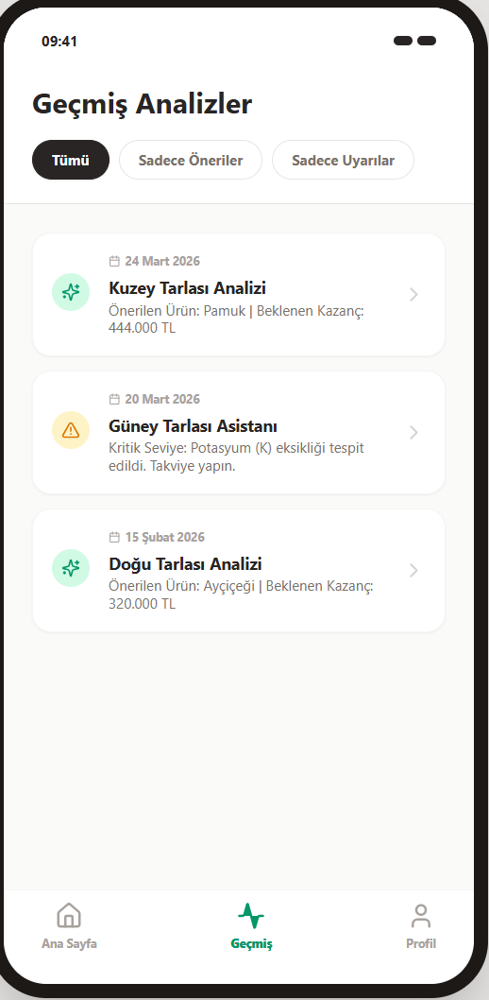 09:41
Geçmiş Analizler
Tümü
Sadece Öneriler
Sadece Uyarılar
24 Mart 2026
Kuzey Tarlası Analizi
Önerilen Ürün: Pamuk | Beklenen Kazanç:
444.000 TL
20 Mart 2026
Güney Tarlası Asistanı
Kritik Seviye: Potasyum (K) eksikliği tespit
edildi. Takviye yapın.
15 Şubat 2026
Doğu Tarlası Analizi
Önerilen Ürün: Ayçiçeği | Beklenen Kazanç:
320.000 TL
Ana Sayfa
Geçmiş
Profil